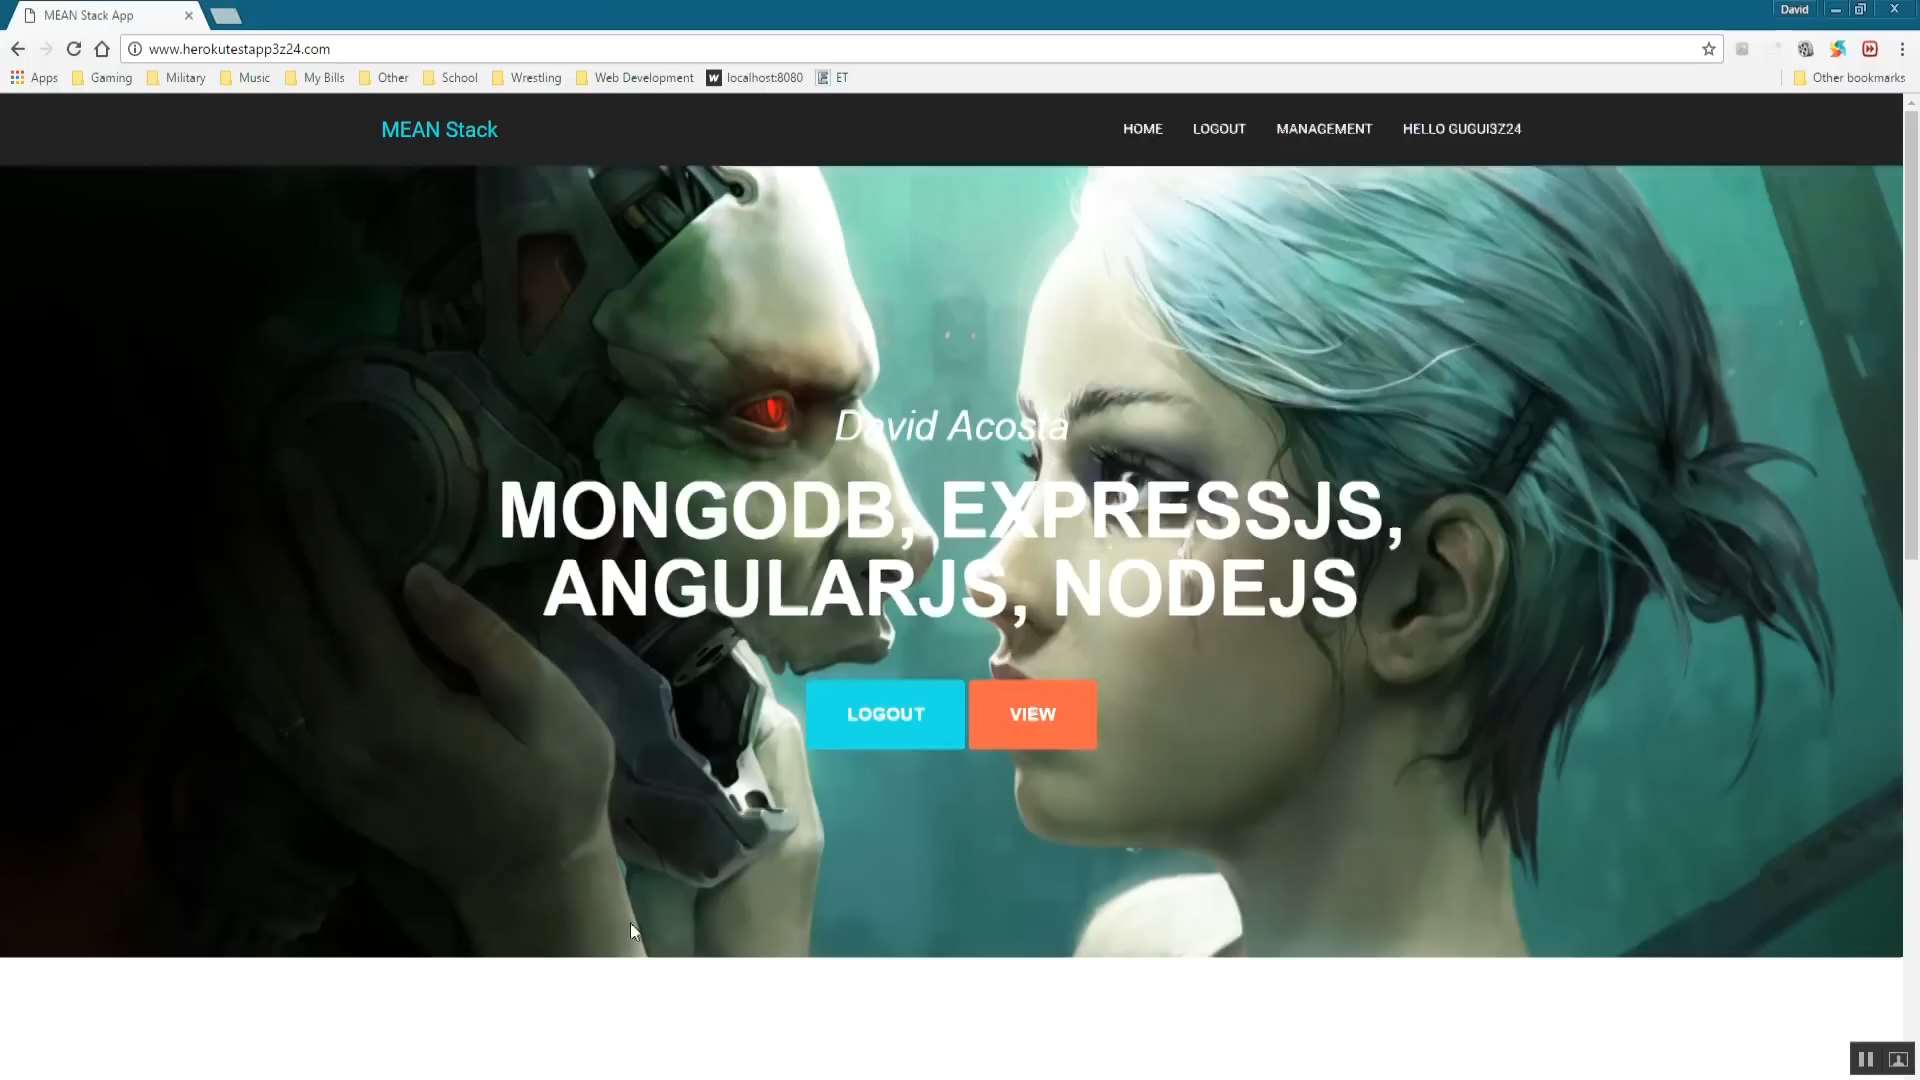 MEAN Stack App
David
www.herokutestapp3z24.com
Apps Gaming Military Music My Bills Other School Wrestling Web Development localhost:8080 ET Other bookmarks
MEAN Stack HOME LOGOUT MANAGEMENT HELLO GUGUI3Z24
David Acosta
MONGODB, EXPRESSJS,
ANGULARJS, NODEJS
LOGOUT VIEW